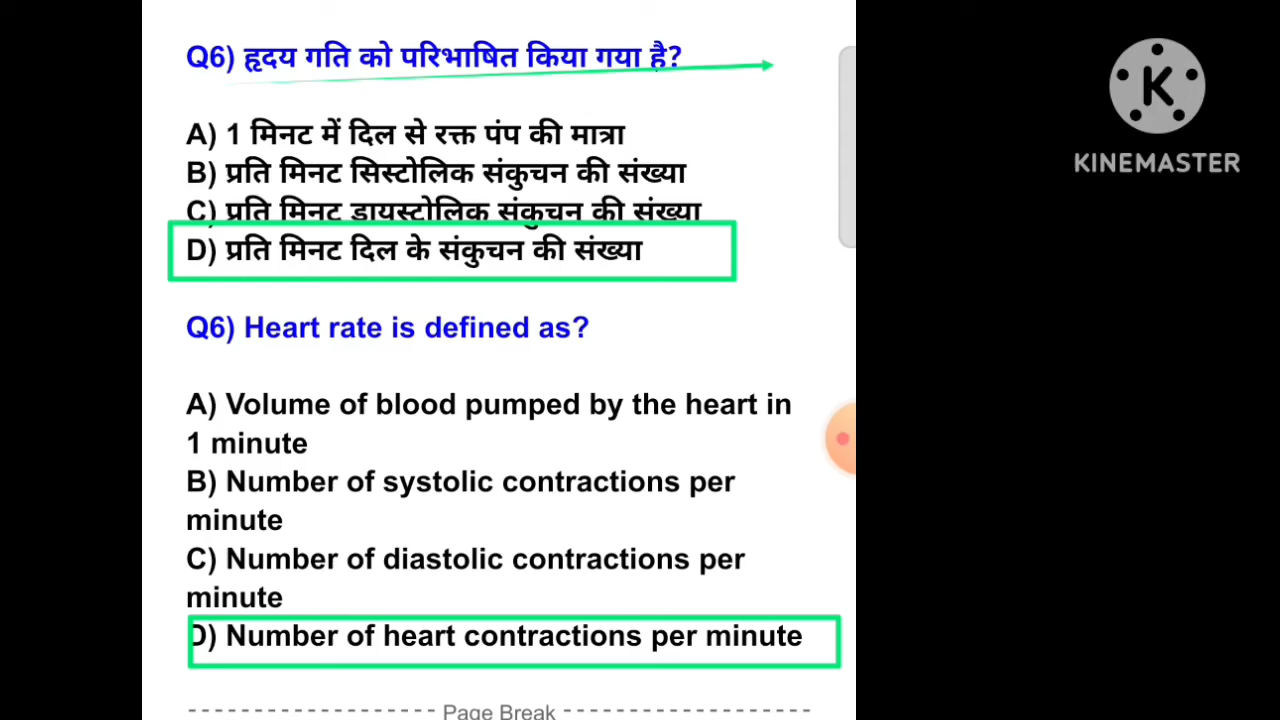 Q6) हृदय गति को परिभाषित किया गया है?
A) 1 मिनट में दिल से रक्त पंप की मात्रा
B) प्रति मिनट सिस्टोलिक संकुचन की संख्या
C) प्रति मिनट डायस्टोलिक संकुचन की संख्या
D) प्रति मिनट दिल के संकुचन की संख्या
Q6) Heart rate is defined as?
A) Volume of blood pumped by the heart in
1 minute
B) Number of systolic contractions per
minute
C) Number of diastolic contractions per
minute
D) Number of heart contractions per minute
Page Break
K
KINEMASTER